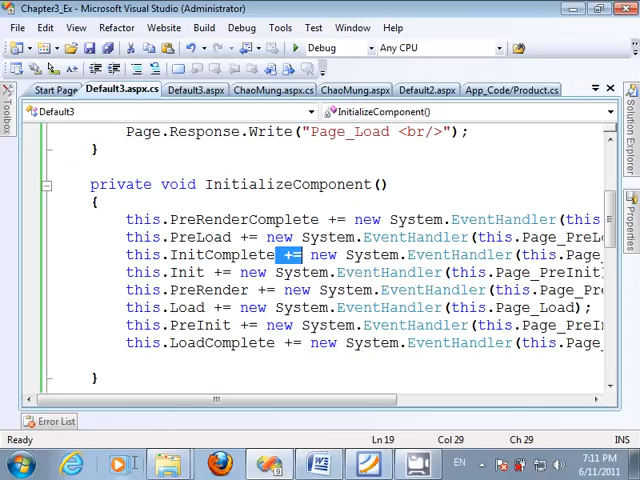 Chapter3_Ex - Microsoft Visual Studio (Administrator)
File Edit View Refactor Website Build Debug Tools Test Window Help
Debug Any CPU
Start Page Default3.aspx.cs Default3.aspx ChaoMung.aspx.cs ChaoMung.aspx Default2.aspx App_Code/Product.cs
Default3 InitializeComponent()
Toolbox
Page.Response.Write("Page_Load <br/>");
}
private void InitializeComponent()
{
this.PreRenderComplete += new System.EventHandler(this
this.PreLoad += new System.EventHandler(this.Page_PreLo
this.InitComplete += new System.EventHandler(this.Page_
this.Init += new System.EventHandler(this.Page_PreInit)
this.PreRender += new System.EventHandler(this.Page_Pre
this.Load += new System.EventHandler(this.Page_Load);
this.PreInit += new System.EventHandler(this.Page_PreIn
this.LoadComplete += new System.EventHandler(this.Page_
}
Solution Explorer
Properties
Error List
Ready Ln 19 Col 29 Ch 29 INS
EN 7:11 PM
6/11/2011